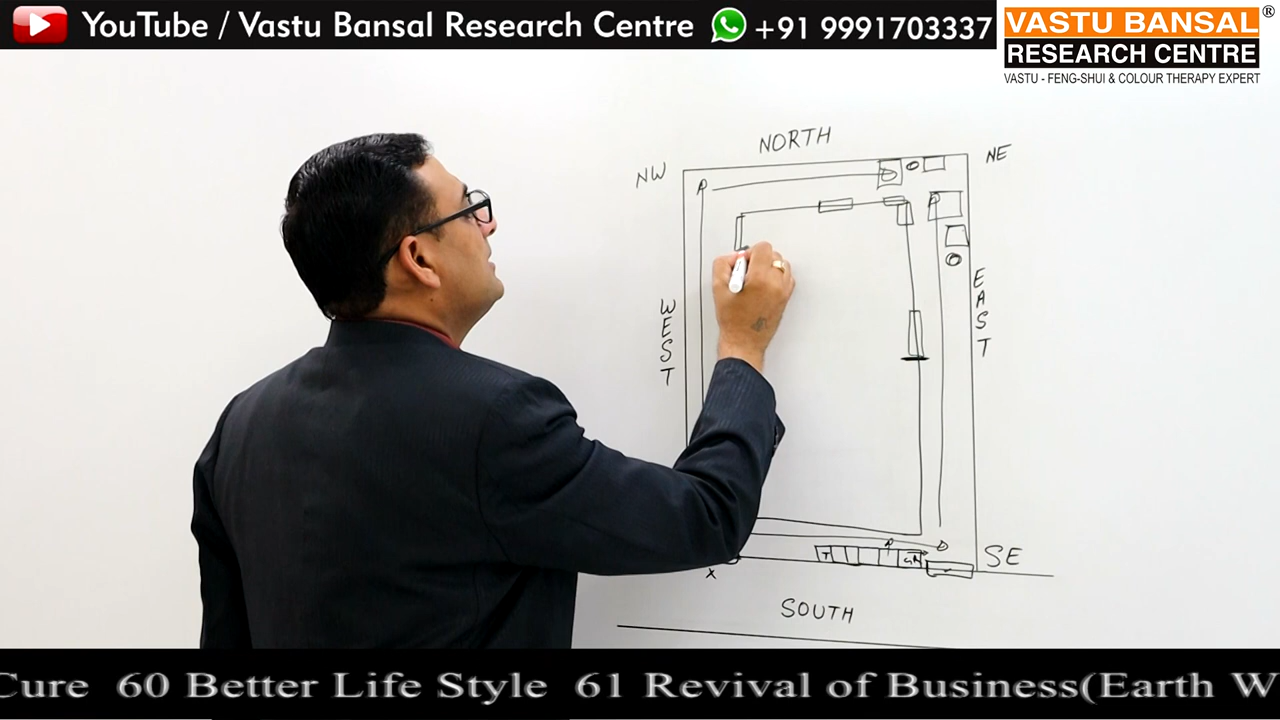 YouTube / Vastu Bansal Research Centre +91 9991703337
VASTU BANSAL®
RESEARCH CENTRE
VASTU - FENG-SHUI & COLOUR THERAPY EXPERT
NORTH
NW
NE
WEST
EAST
SE
SOUTH
x
Cure 60 Better Life Style 61 Revival of Business(Earth W